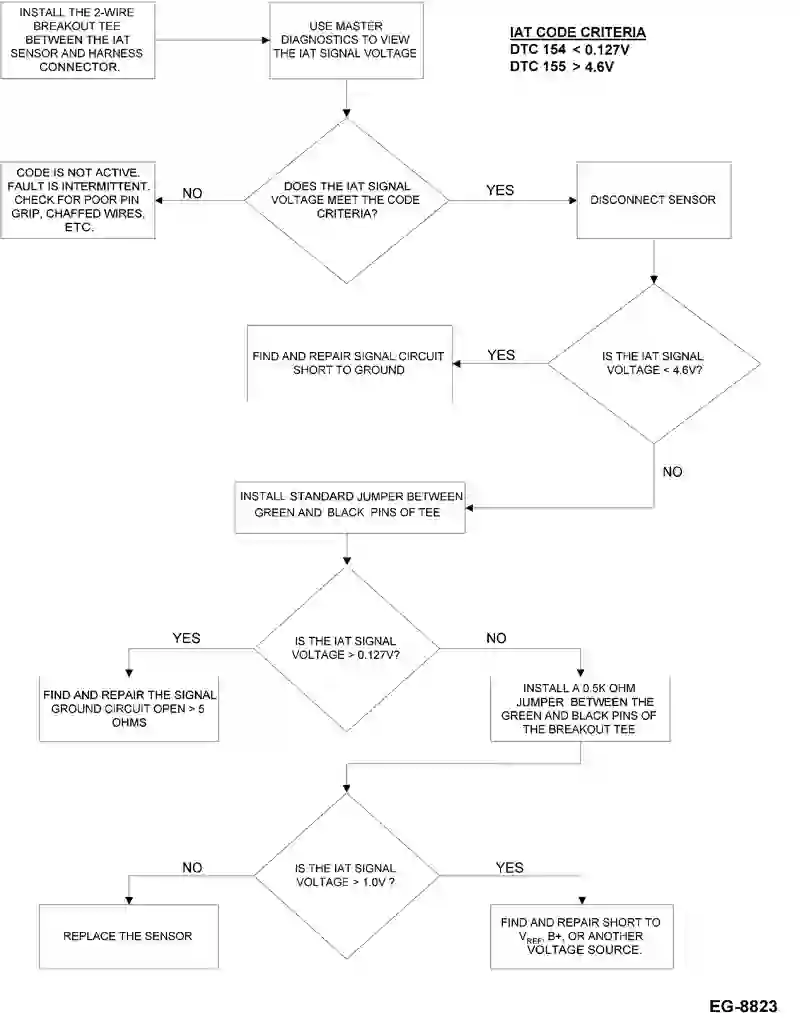 INSTALL THE 2-WIRE
BREAKOUT TEE
BETWEEN THE IAT
SENSOR AND HARNESS
CONNECTOR.
USE MASTER
DIAGNOSTICS TO VIEW
THE IAT SIGNAL VOLTAGE
IAT CODE CRITERIA
DTC 154 < 0.127V
DTC 155 > 4.6V
CODE IS NOT ACTIVE.
FAULT IS INTERMITTENT.
CHECK FOR POOR PIN
GRIP, CHAFFED WIRES,
ETC.
NO
DOES THE IAT SIGNAL
VOLTAGE MEET THE CODE
CRITERIA?
YES
DISCONNECT SENSOR
FIND AND REPAIR SIGNAL CIRCUIT
SHORT TO GROUND
YES
IS THE IAT SIGNAL
VOLTAGE < 4.6V?
NO
INSTALL STANDARD JUMPER BETWEEN
GREEN AND BLACK PINS OF TEE
YES
IS THE IAT SIGNAL
VOLTAGE > 0.127V?
NO
FIND AND REPAIR THE SIGNAL
GROUND CIRCUIT OPEN > 5
OHMS
INSTALL A 0.5K OHM
JUMPER BETWEEN THE
GREEN AND BLACK PINS OF
THE BREAKOUT TEE
NO
IS THE IAT SIGNAL
VOLTAGE > 1.0V ?
YES
REPLACE THE SENSOR
FIND AND REPAIR SHORT TO
VREF, B+, OR ANOTHER
VOLTAGE SOURCE.
EG-8823